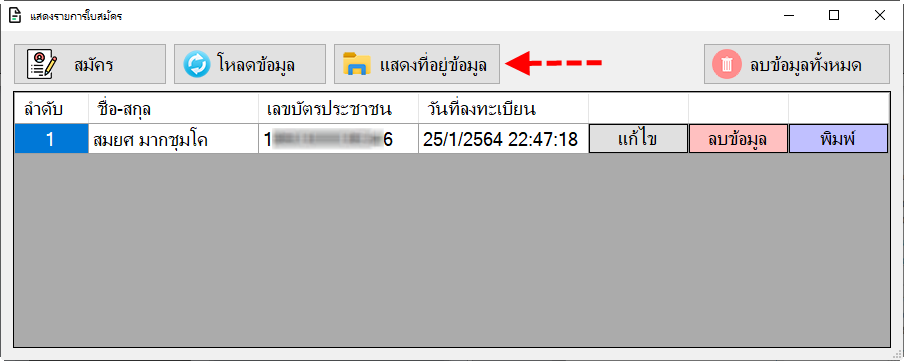 แสดงรายการใบสมัคร
สมัคร โหลดข้อมูล แสดงที่อยู่ข้อมูล ลบข้อมูลทั้งหมด
ลำดับ ชื่อ-สกุล เลขบัตรประชาชน วันที่ลงทะเบียน
1 สมยศ มากชุมโค 1 6 25/1/2564 22:47:18 แก้ไข ลบข้อมูล พิมพ์